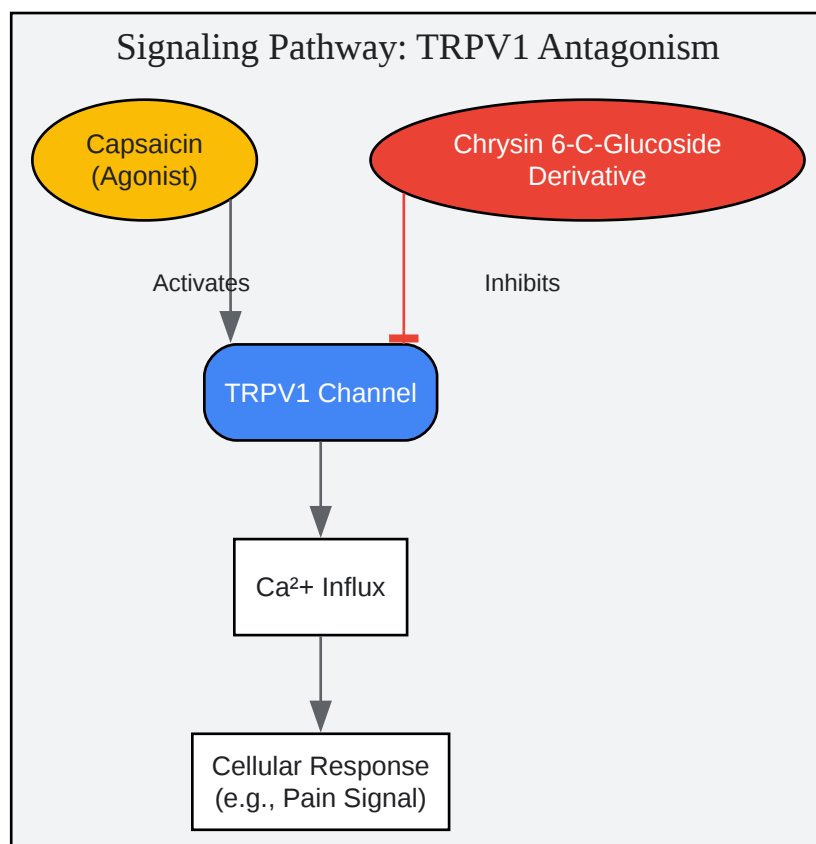 Signaling Pathway: TRPV1 Antagonism
Capsaicin
(Agonist)
Chrysin 6-C-Glucoside
Derivative
Activates
Inhibits
TRPV1 Channel
Ca²+ Influx
Cellular Response
(e.g., Pain Signal)